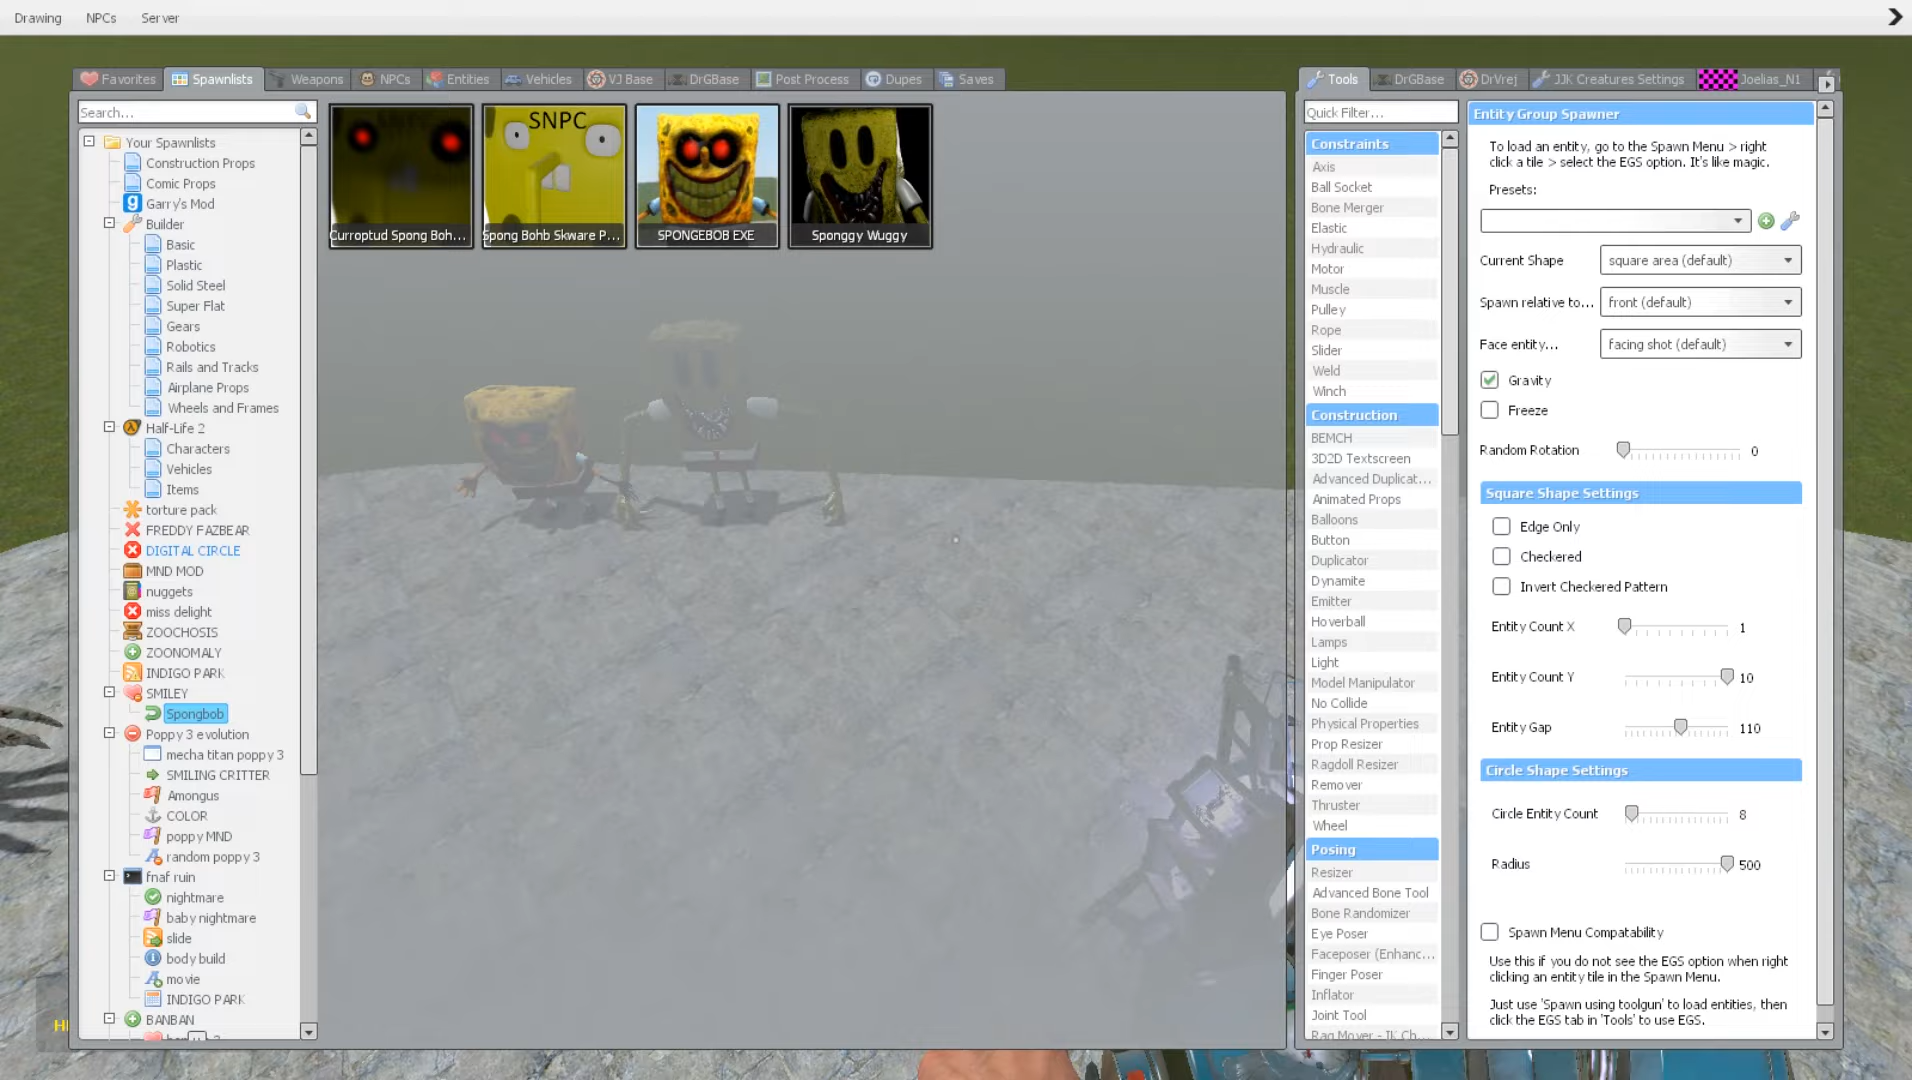 Drawing NPCs Server
Favorites Spawnlists Weapons NPCs Entities Vehicles VJ Base DrGBase Post Process Dupes Saves
Search...
Your Spawnlists
Construction Props
Comic Props
Garry's Mod
Builder
Basic
Plastic
Solid Steel
Super Flat
Gears
Robotics
Rails and Tracks
Airplane Props
Wheels and Frames
Half-Life 2
Characters
Vehicles
Items
torture pack
FREDDY FAZBEAR
DIGITAL CIRCLE
MND MOD
nuggets
miss delight
ZOOCHOSIS
ZOONOMALY
INDIGO PARK
SMILEY
Spongbob
Poppy 3 evolution
mecha titan poppy 3
SMILING CRITTER
Amongus
COLOR
poppy MND
random poppy 3
fnaf ruin
nightmare
baby nightmare
slide
body build
movie
INDIGO PARK
BANBAN
SNPC
Curroptud Spong Boh... Spong Bohb Skware P... SPONGEBOB EXE Sponggy Wuggy
Tools DrGBase DrVrej JJK Creatures Settings Joelias_N1
Quick Filter...
Constraints
Axis
Ball Socket
Bone Merger
Elastic
Hydraulic
Motor
Muscle
Pulley
Rope
Slider
Weld
Winch
Construction
BEMCH
3D2D Textscreen
Advanced Duplicat...
Animated Props
Balloons
Button
Duplicator
Dynamite
Emitter
Hoverball
Lamps
Light
Model Manipulator
No Collide
Physical Properties
Prop Resizer
Ragdoll Resizer
Remover
Thruster
Wheel
Posing
Resizer
Advanced Bone Tool
Bone Randomizer
Eye Poser
Faceposer (Enhanc...
Finger Poser
Inflator
Joint Tool
Rag Mover - IK Ch...
Entity Group Spawner
To load an entity, go to the Spawn Menu > right
click a tile > select the EGS option. It's like magic.
Presets:
Current Shape square area (default)
Spawn relative to... front (default)
Face entity... facing shot (default)
Gravity
Freeze
Random Rotation 0
Square Shape Settings
Edge Only
Checkered
Invert Checkered Pattern
Entity Count X 1
Entity Count Y 10
Entity Gap 110
Circle Shape Settings
Circle Entity Count 8
Radius 500
Spawn Menu Compatability
Use this if you do not see the EGS option when right
clicking an entity tile in the Spawn Menu.
Just use 'Spawn using toolgun' to load entities, then
click the EGS tab in 'Tools' to use EGS.